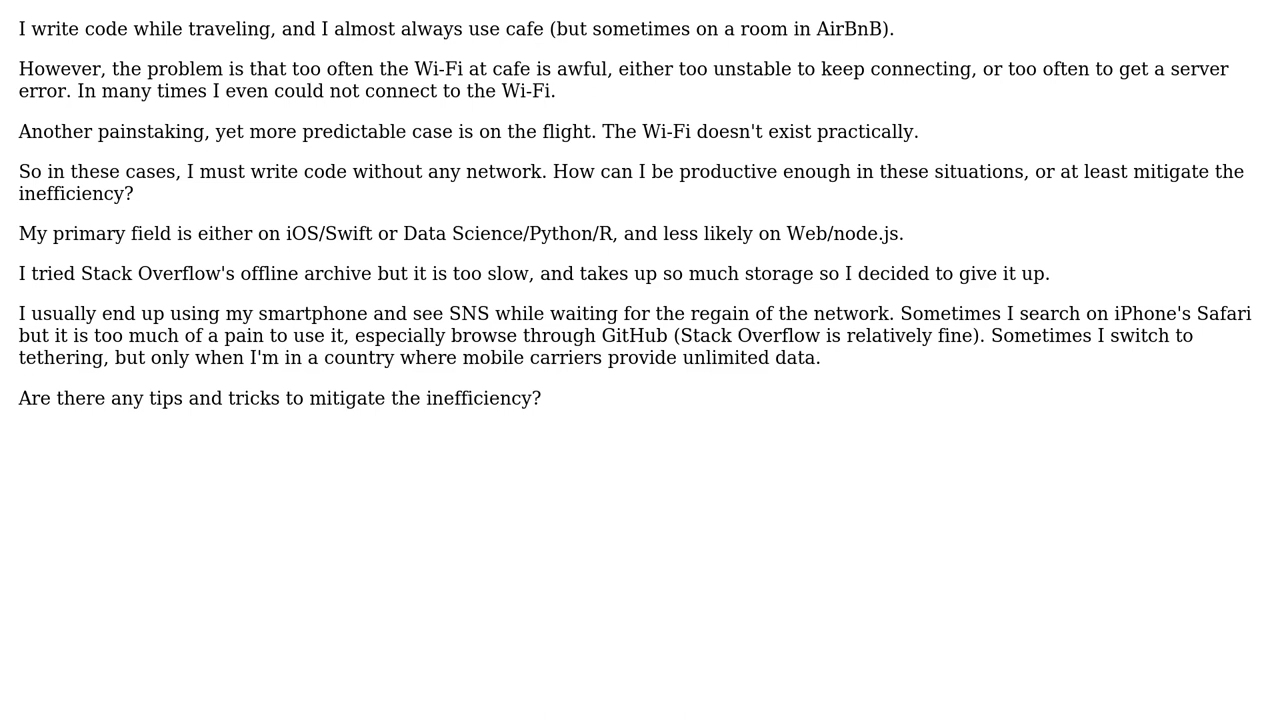 I write code while traveling, and I almost always use cafe (but sometimes on a room in AirBnB).
However, the problem is that too often the Wi-Fi at cafe is awful, either too unstable to keep connecting, or too often to get a server
error. In many times I even could not connect to the Wi-Fi.
Another painstaking, yet more predictable case is on the flight. The Wi-Fi doesn't exist practically.
So in these cases, I must write code without any network. How can I be productive enough in these situations, or at least mitigate the
inefficiency?
My primary field is either on iOS/Swift or Data Science/Python/R, and less likely on Web/node.js.
I tried Stack Overflow's offline archive but it is too slow, and takes up so much storage so I decided to give it up.
I usually end up using my smartphone and see SNS while waiting for the regain of the network. Sometimes I search on iPhone's Safari
but it is too much of a pain to use it, especially browse through GitHub (Stack Overflow is relatively fine). Sometimes I switch to
tethering, but only when I'm in a country where mobile carriers provide unlimited data.
Are there any tips and tricks to mitigate the inefficiency?